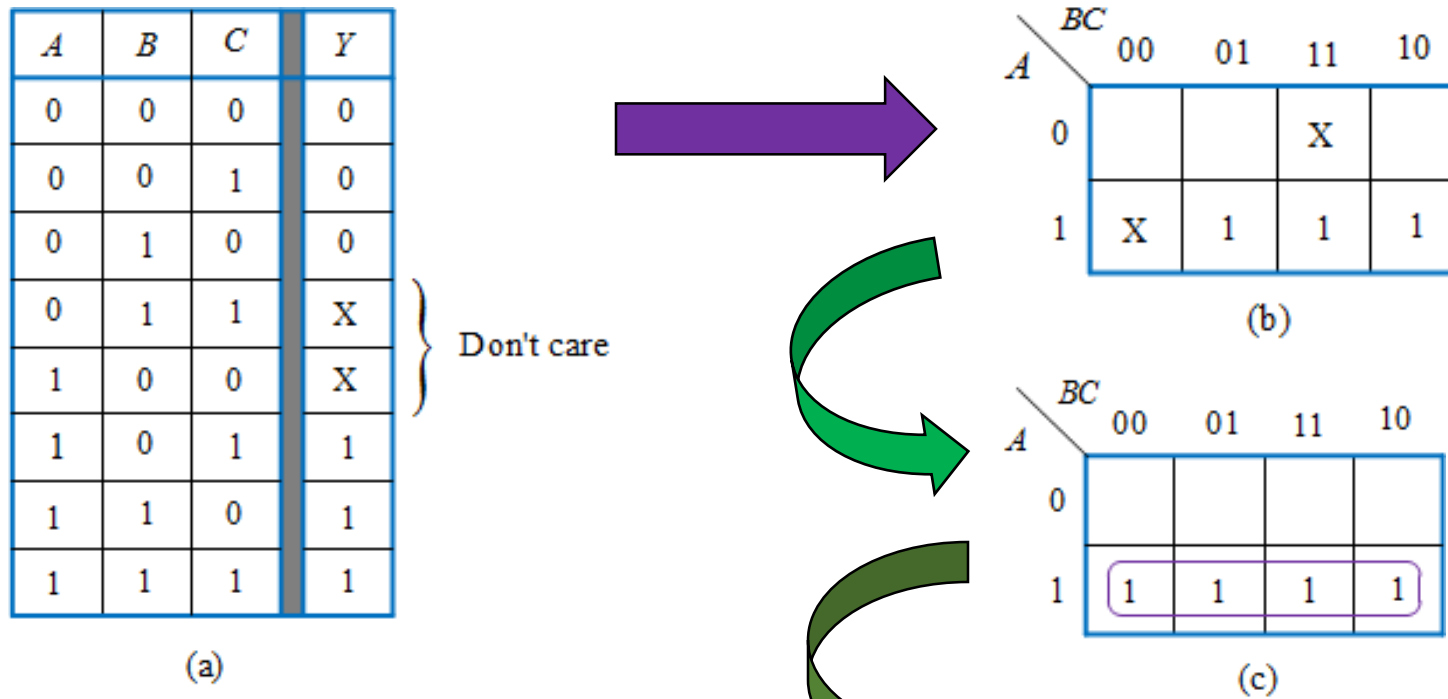 A B C Y
0 0 0 0
0 0 1 0
0 1 0 0
0 1 1 X
1 0 0 X
Don't care
1 0 1 1
1 1 0 1
1 1 1 1
(a)
BC
A
00 01 11 10
0 X
1 X 1 1 1
(b)
BC
A
00 01 11 10
0
1 1 1 1 1
(c)